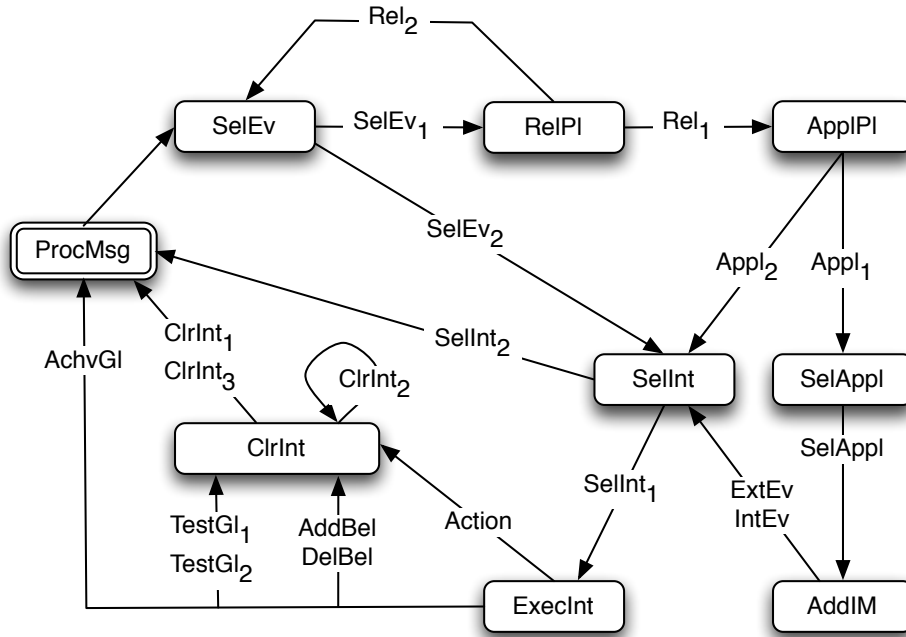 Rel2
SelEv
SelEv1
RelPl
Rel1
ApplPl
ProcMsg
SelEv2
Appl2
Appl1
ClrInt1
AchvGl
ClrInt3
SelInt2
ClrInt2
SelInt
SelAppl
ClrInt
SelAppl
SelInt1
ExtEv
IntEv
TestGl1
TestGl2
AddBel
DelBel
Action
ExecInt
AddIM